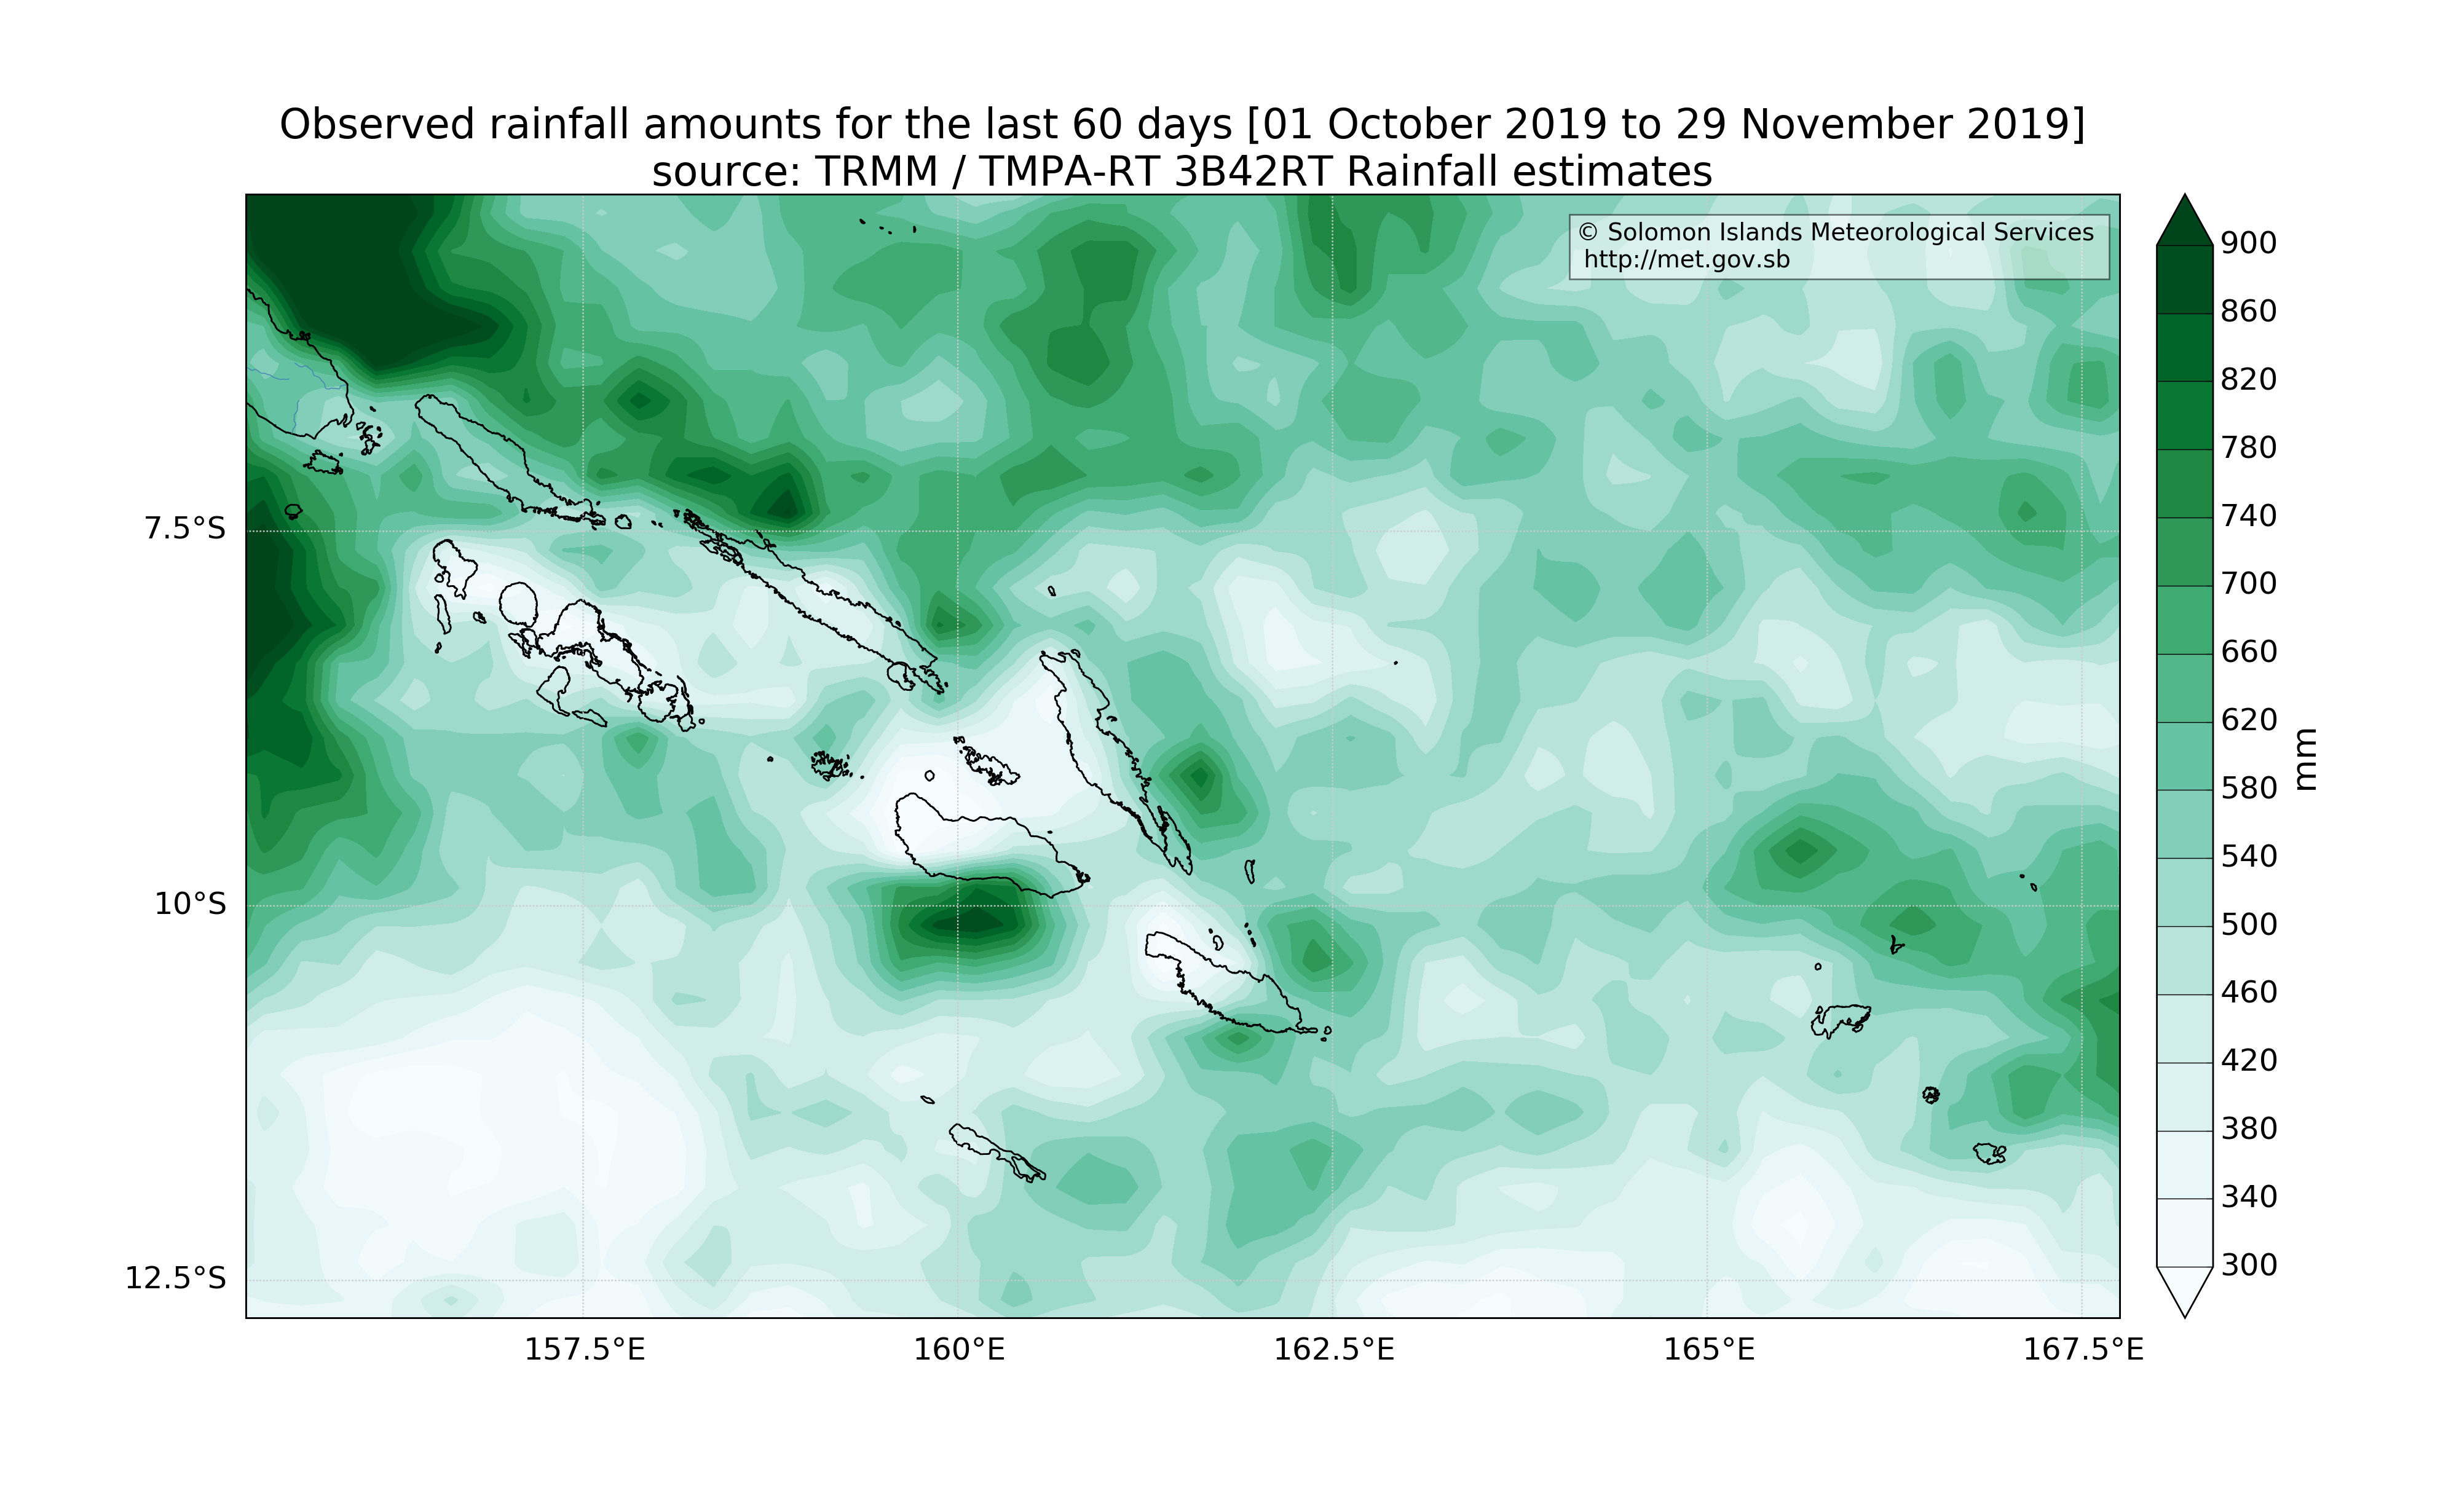 Observed rainfall amounts for the last 60 days [01 October 2019 to 29 November 2019]
source: TRMM / TMPA-RT 3B42RT Rainfall estimates
© Solomon Islands Meteorological Services
http://met.gov.sb
7.5°S
10°S
12.5°S
157.5°E
160°E
162.5°E
165°E
167.5°E
900
860
820
780
740
700
660
620
580
540
500
460
420
380
340
300
mm